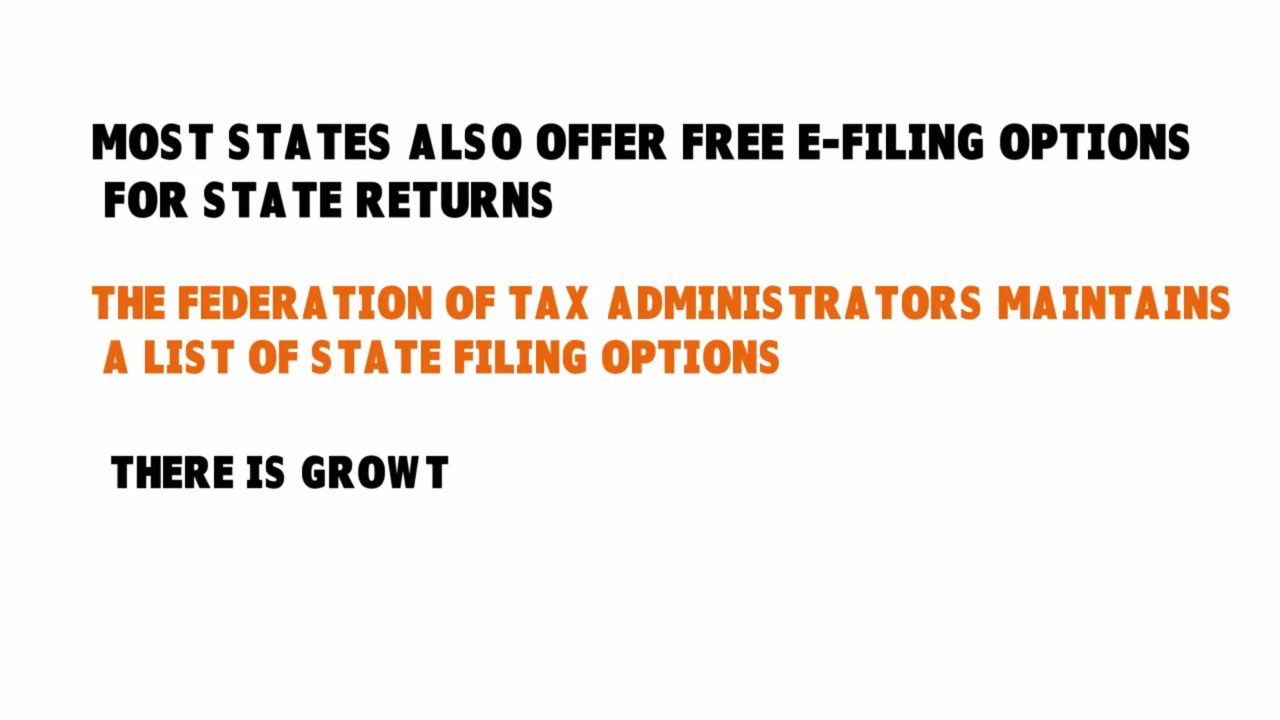 MOST STATES ALSO OFFER FREE E-FILING OPTIONS
FOR STATE RETURNS
THE FEDERATION OF TAX ADMINISTRATORS MAINTAINS
A LIST OF STATE FILING OPTIONS
THERE IS GROWT